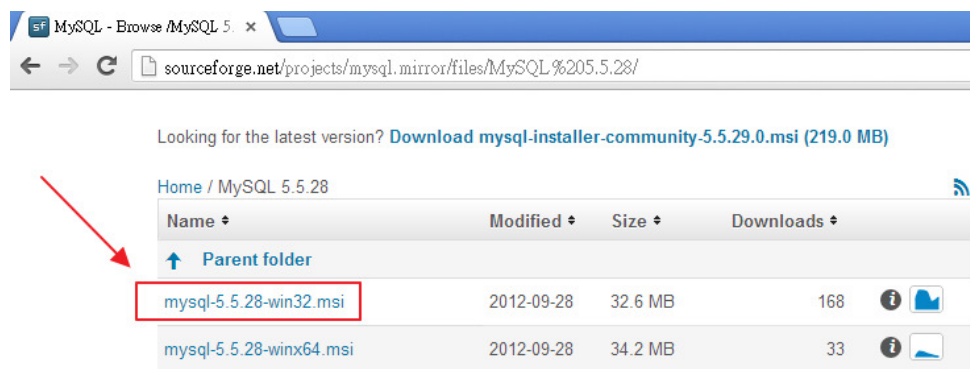 sf MySQL - Browse /MySQL 5.
sourceforge.net/projects/mysql.mirror/files/MySQL%205.5.28/
Looking for the latest version? Download mysql-installer-community-5.5.29.0.msi (219.0 MB)
Home / MySQL 5.5.28
Name Modified Size Downloads
Parent folder
mysql-5.5.28-win32.msi 2012-09-28 32.6 MB 168
mysql-5.5.28-winx64.msi 2012-09-28 34.2 MB 33